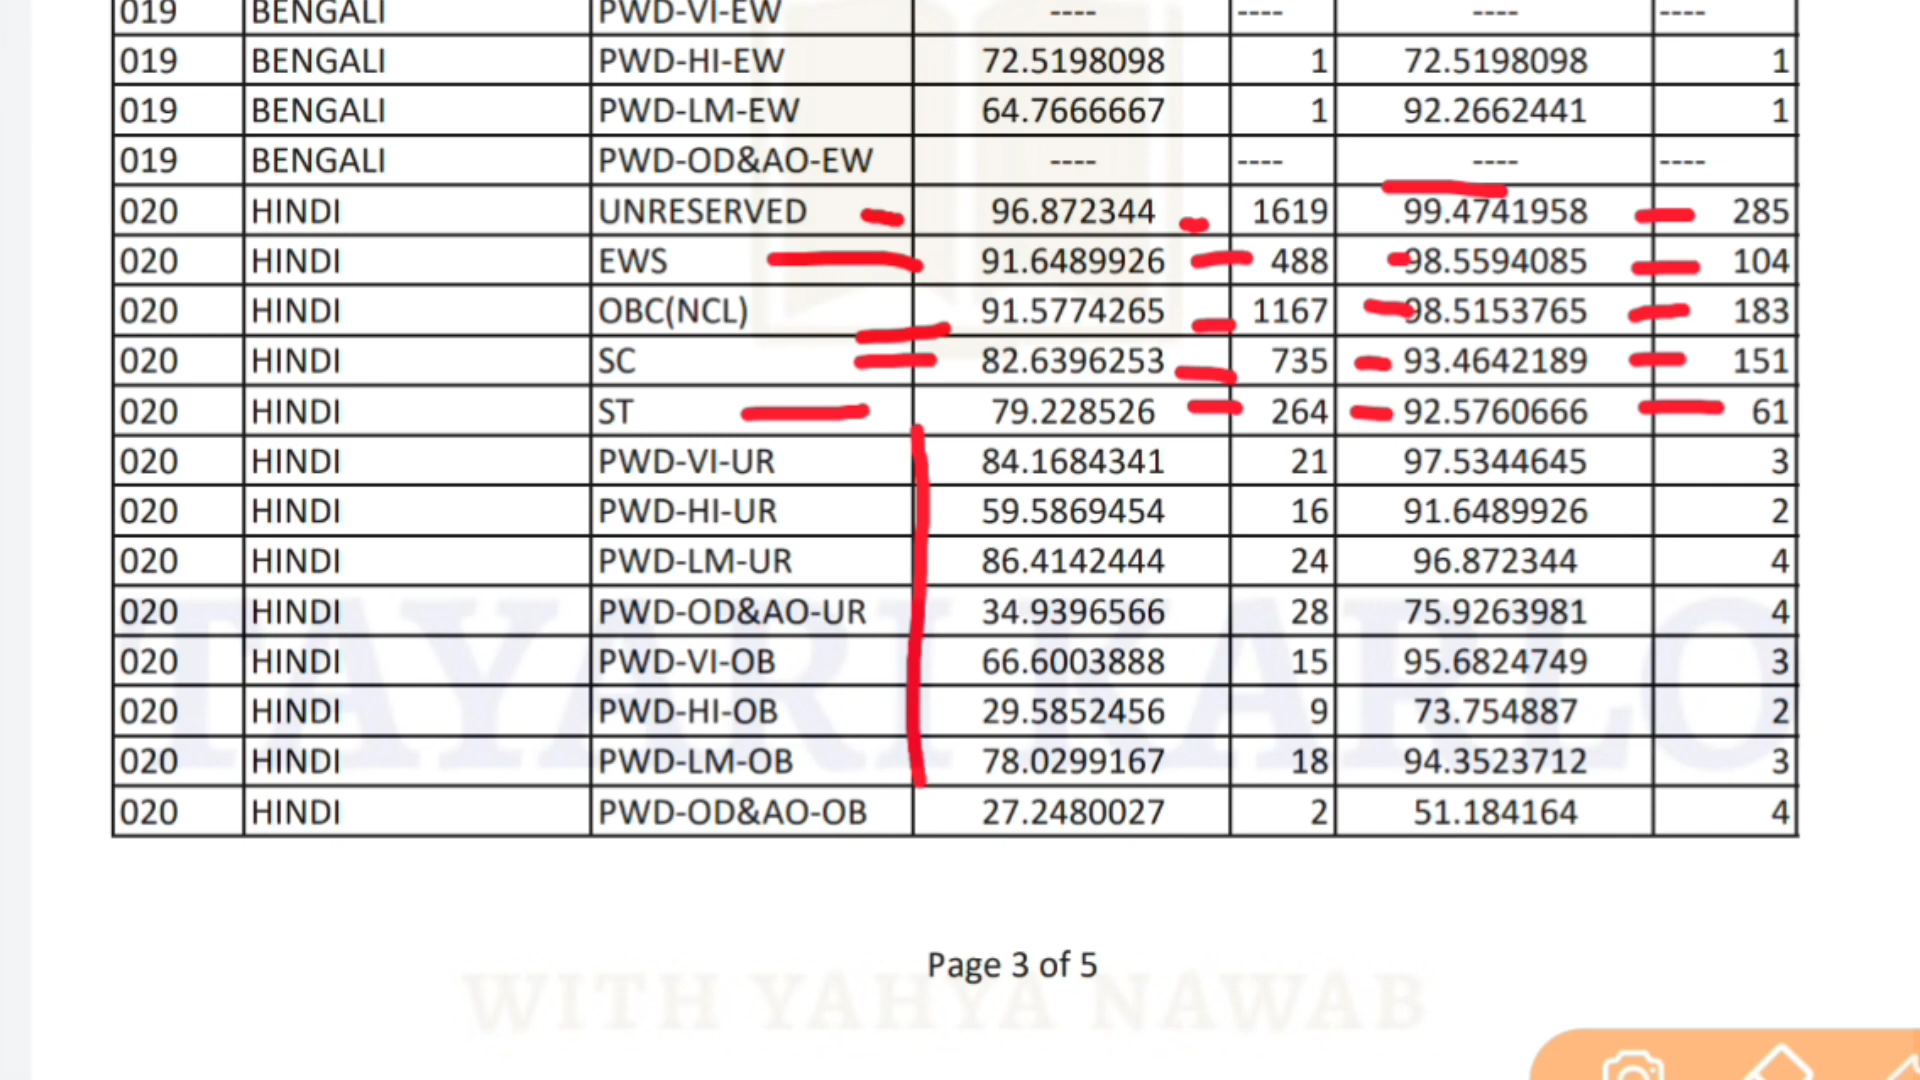 019 BENGALI PWD-VI-EW ---- ---- ---- ----
019 BENGALI PWD-HI-EW 72.5198098 1 72.5198098 1
019 BENGALI PWD-LM-EW 64.7666667 1 92.2662441 1
019 BENGALI PWD-OD&AO-EW ---- ---- ---- ----
020 HINDI UNRESERVED 96.872344 1619 99.4741958 285
020 HINDI EWS 91.6489926 488 98.5594085 104
020 HINDI OBC(NCL) 91.5774265 1167 98.5153765 183
020 HINDI SC 82.6396253 735 93.4642189 151
020 HINDI ST 79.228526 264 92.5760666 61
020 HINDI PWD-VI-UR 84.1684341 21 97.5344645 3
020 HINDI PWD-HI-UR 59.5869454 16 91.6489926 2
020 HINDI PWD-LM-UR 86.4142444 24 96.872344 4
020 HINDI PWD-OD&AO-UR 34.9396566 28 75.9263981 4
020 HINDI PWD-VI-OB 66.6003888 15 95.6824749 3
020 HINDI PWD-HI-OB 29.5852456 9 73.754887 2
020 HINDI PWD-LM-OB 78.0299167 18 94.3523712 3
020 HINDI PWD-OD&AO-OB 27.2480027 2 51.184164 4
TAYARI KARLO
Page 3 of 5
WITH YAHYA NAWAB